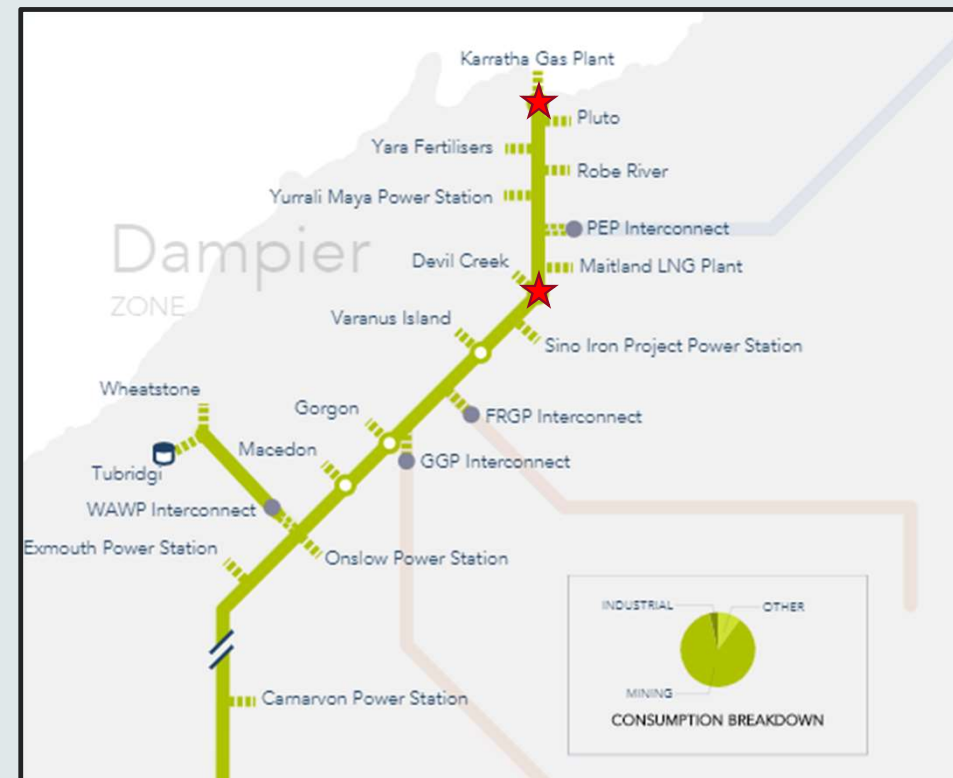 Karratha Gas Plant
Pluto
Yara Fertilisers
Robe River
Yurrali Maya Power Station
PEP Interconnect
Dampier
ZONE
Devil Creek
Maitland LNG Plant
Varanus Island
Sino Iron Project Power Station
Wheatstone
Gorgon
FRGP Interconnect
Macedon
GGP Interconnect
Tubridgi
WAWP Interconnect
Exmouth Power Station
Onslow Power Station
INDUSTRIAL
OTHER
MINING
CONSUMPTION BREAKDOWN
Carnarvon Power Station